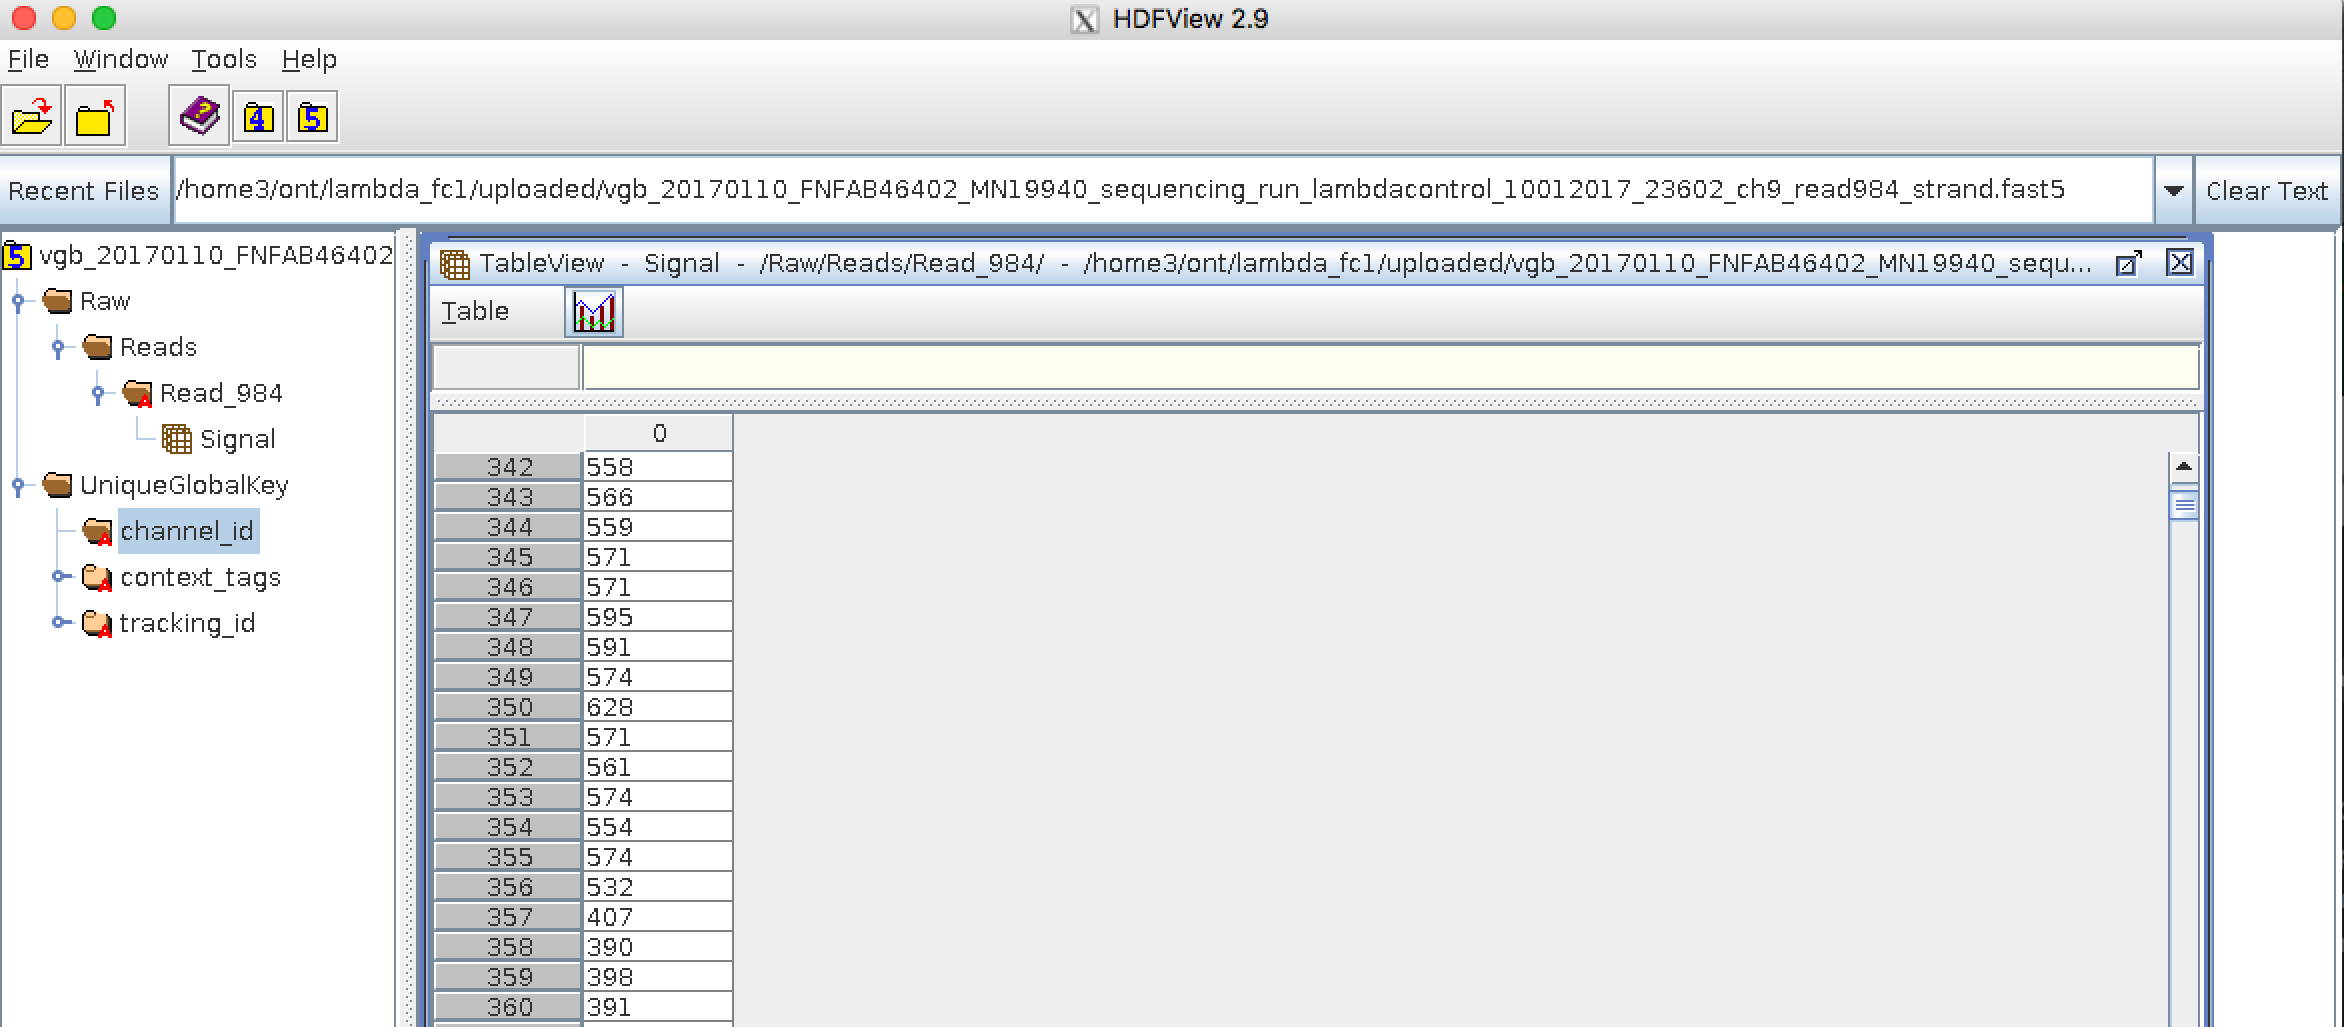 HDFView 2.9
File Window Tools Help
4 5
Recent Files /home3/ont/lambda_fc1/uploaded/vgb_20170110_FNFAB46402_MN19940_sequencing_run_lambdacontrol_10012017_23602_ch9_read984_strand.fast5 Clear Text
5 vgb_20170110_FNFAB46402
Raw
Reads
Read_984
Signal
UniqueGlobalKey
channel_id
context_tags
tracking_id
TableView - Signal - /Raw/Reads/Read_984/ - /home3/ont/lambda_fc1/uploaded/vgb_20170110_FNFAB46402_MN19940_sequ...
Table
0
342 558
343 566
344 559
345 571
346 571
347 595
348 591
349 574
350 628
351 571
352 561
353 574
354 554
355 574
356 532
357 407
358 390
359 398
360 391